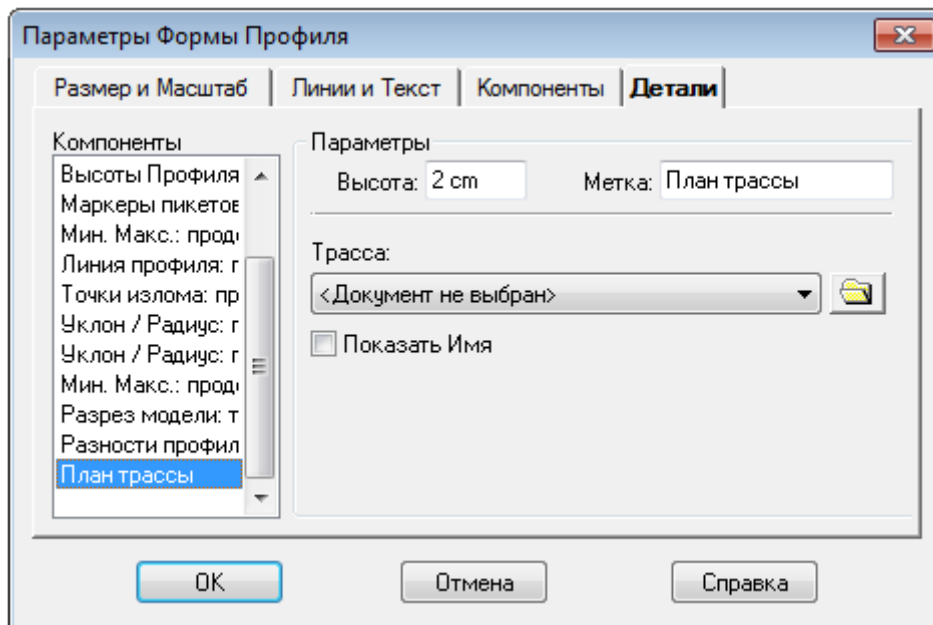 Параметры Формы Профиля
Размер и Масштаб
Линии и Текст
Компоненты
Детали
Компоненты
Высоты Профиля
Маркеры пикетов
Мин. Макс.: продо
Линия профиля: г
Точки излома: пр
Уклон / Радиус: г
Уклон / Радиус: г
Мин. Макс.: продо
Разрез модели: т
Разности профил
План трассы
Параметры
Высота: 2 cm
Метка: План трассы
Трасса:
<Документ не выбран>
Показать Имя
OK
Отмена
Справка